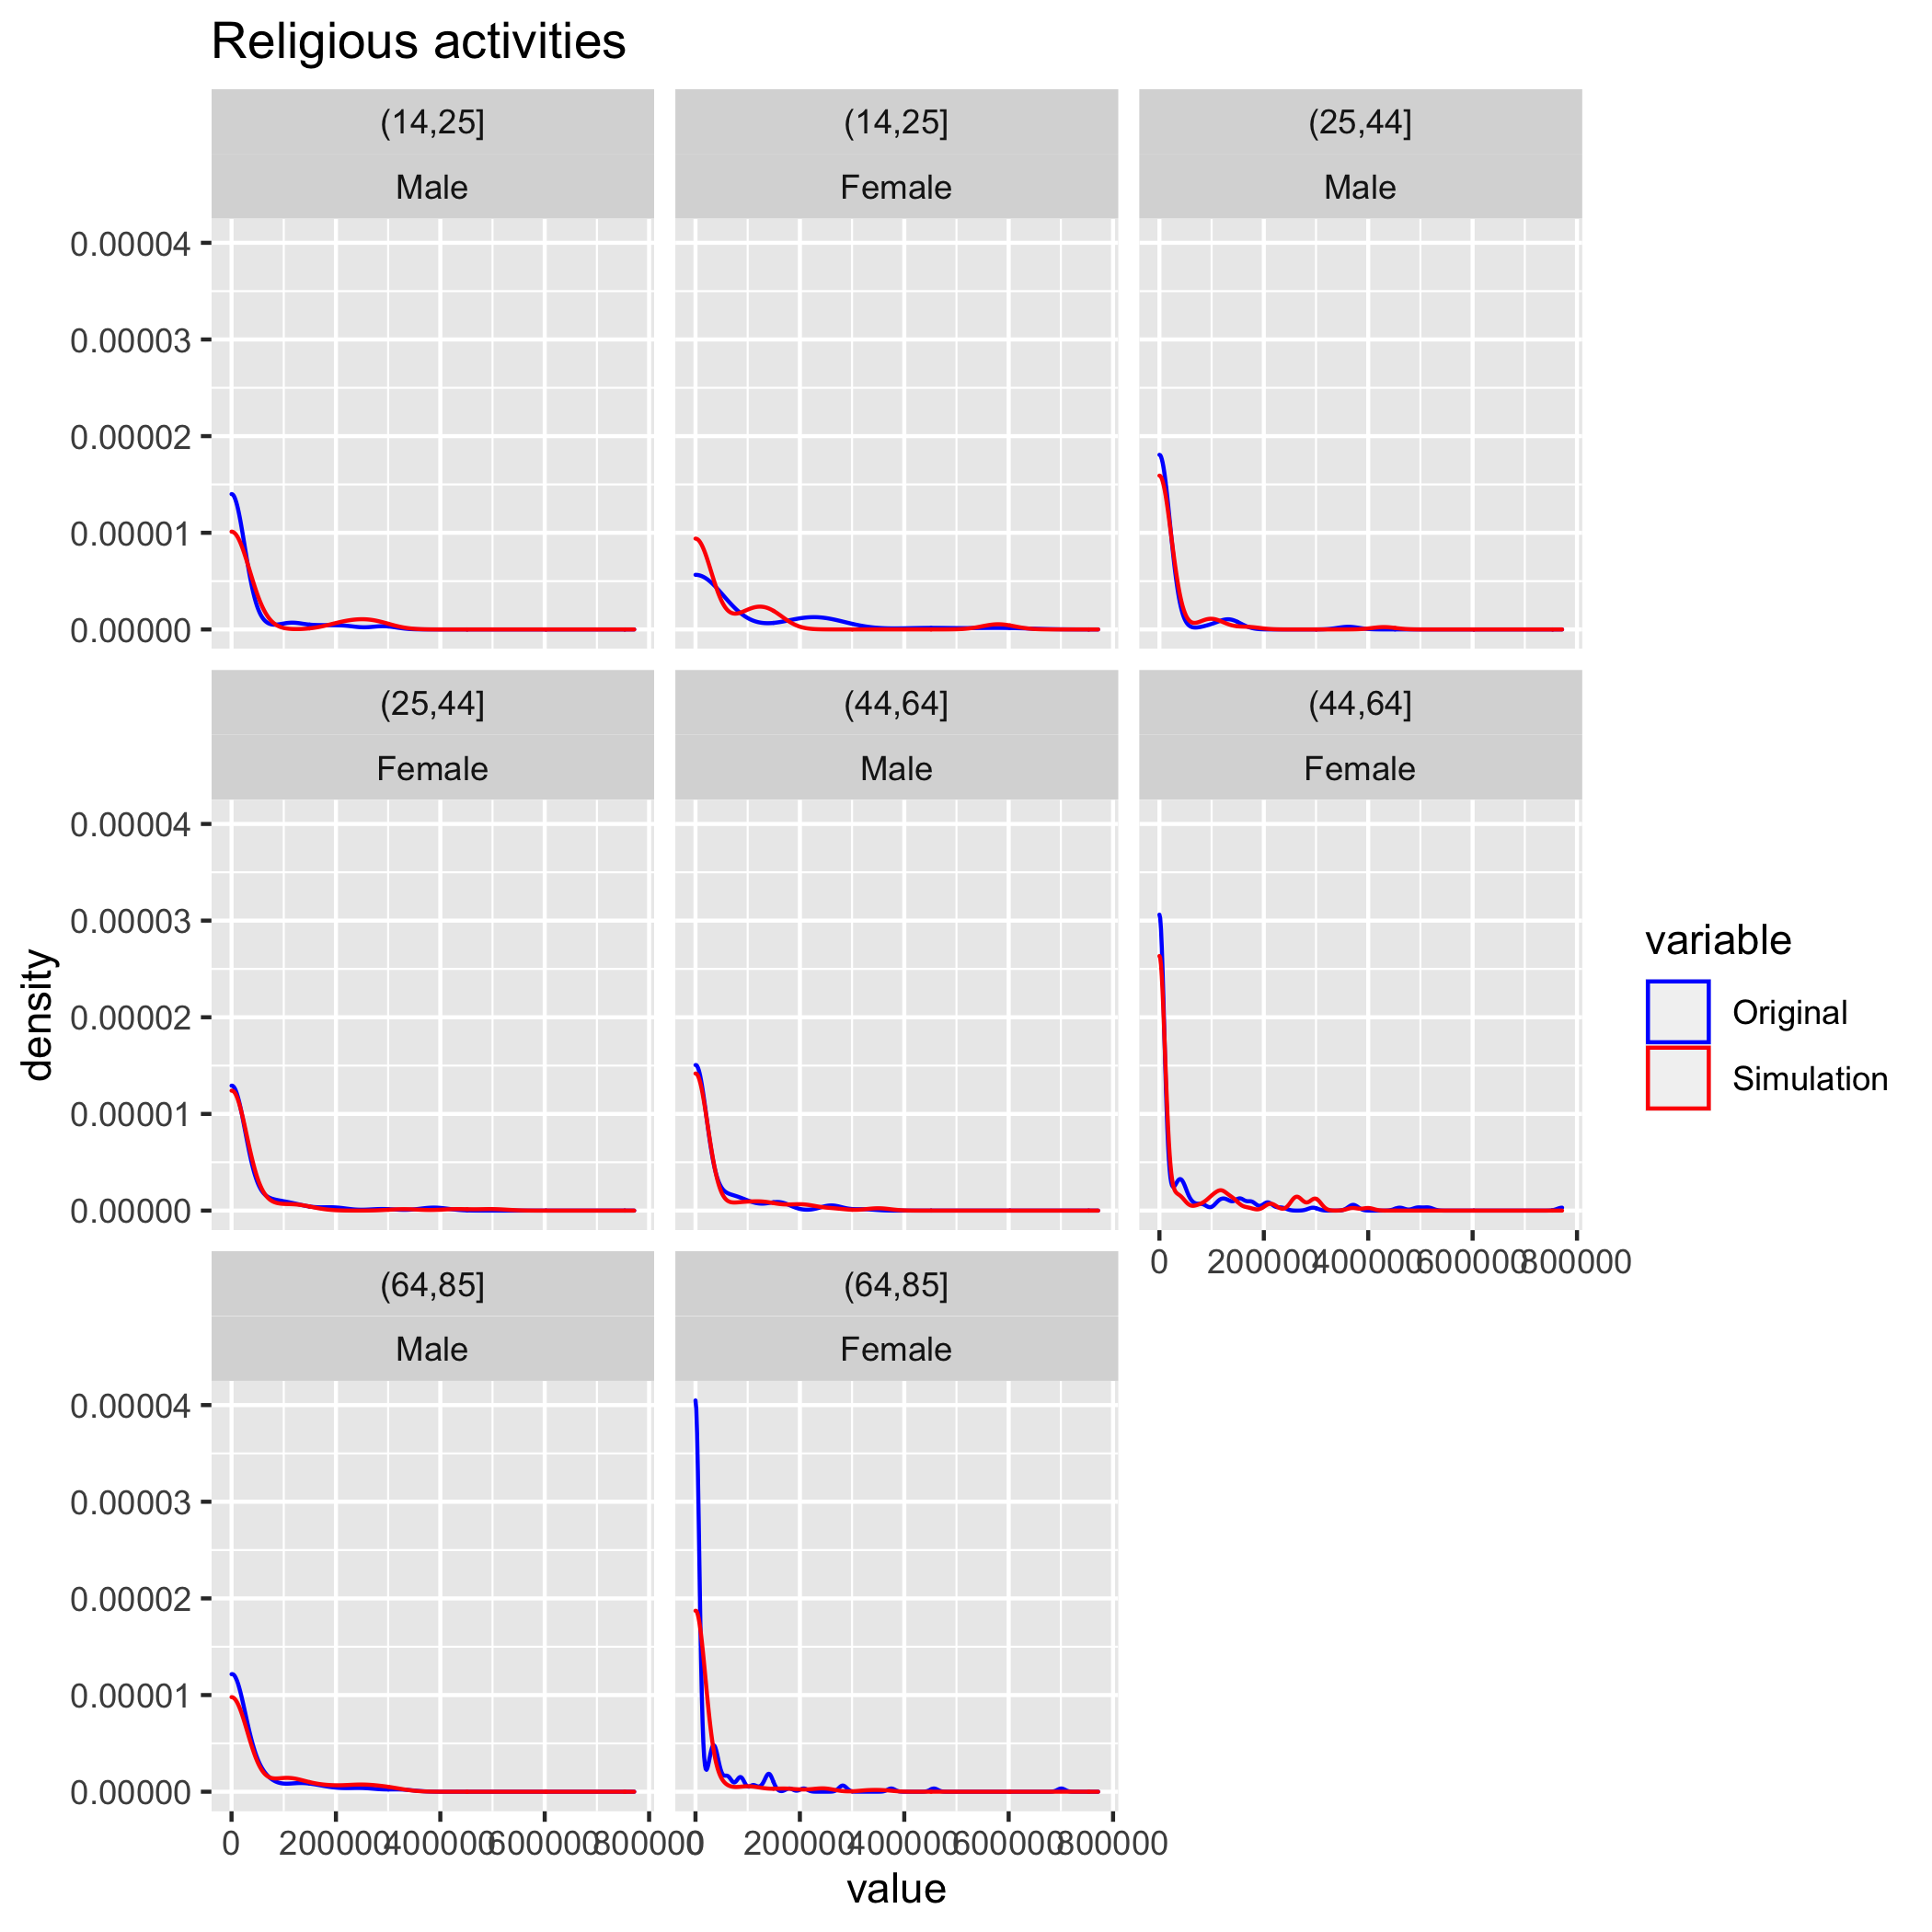 Religious activities
(14,25]
Male
(14,25]
Female
(25,44]
Male
0.00004
0.00003
0.00002
0.00001
0.00000
(25,44]
Female
(44,64]
Male
(44,64]
Female
0.00004
0.00003
0.00002
0.00001
0.00000
0 200000 400000 600000 800000
(64,85]
Male
(64,85]
Female
0.00004
0.00003
0.00002
0.00001
0.00000
0 200000 400000 600000 800000
0 200000 400000 600000 800000
value
density
variable
Original
Simulation